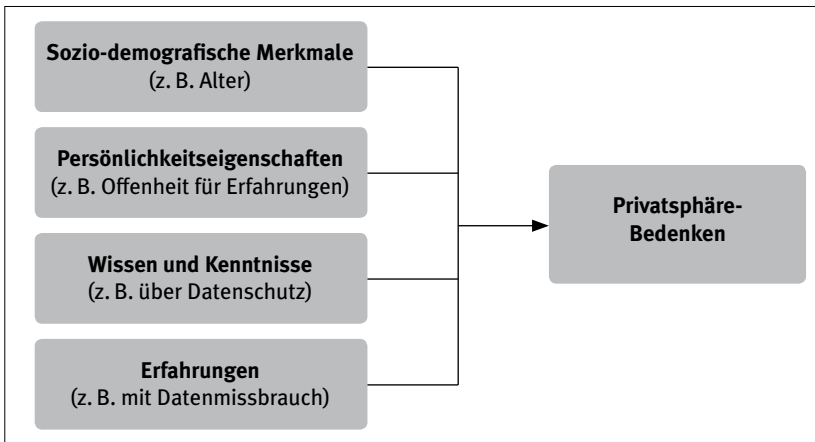 Sozio-demografische Merkmale
(z. B. Alter)
Persönlichkeitseigenschaften
(z. B. Offenheit für Erfahrungen)
Wissen und Kenntnisse
(z. B. über Datenschutz)
Erfahrungen
(z. B. mit Datenmissbrauch)
Privatsphäre-
Bedenken